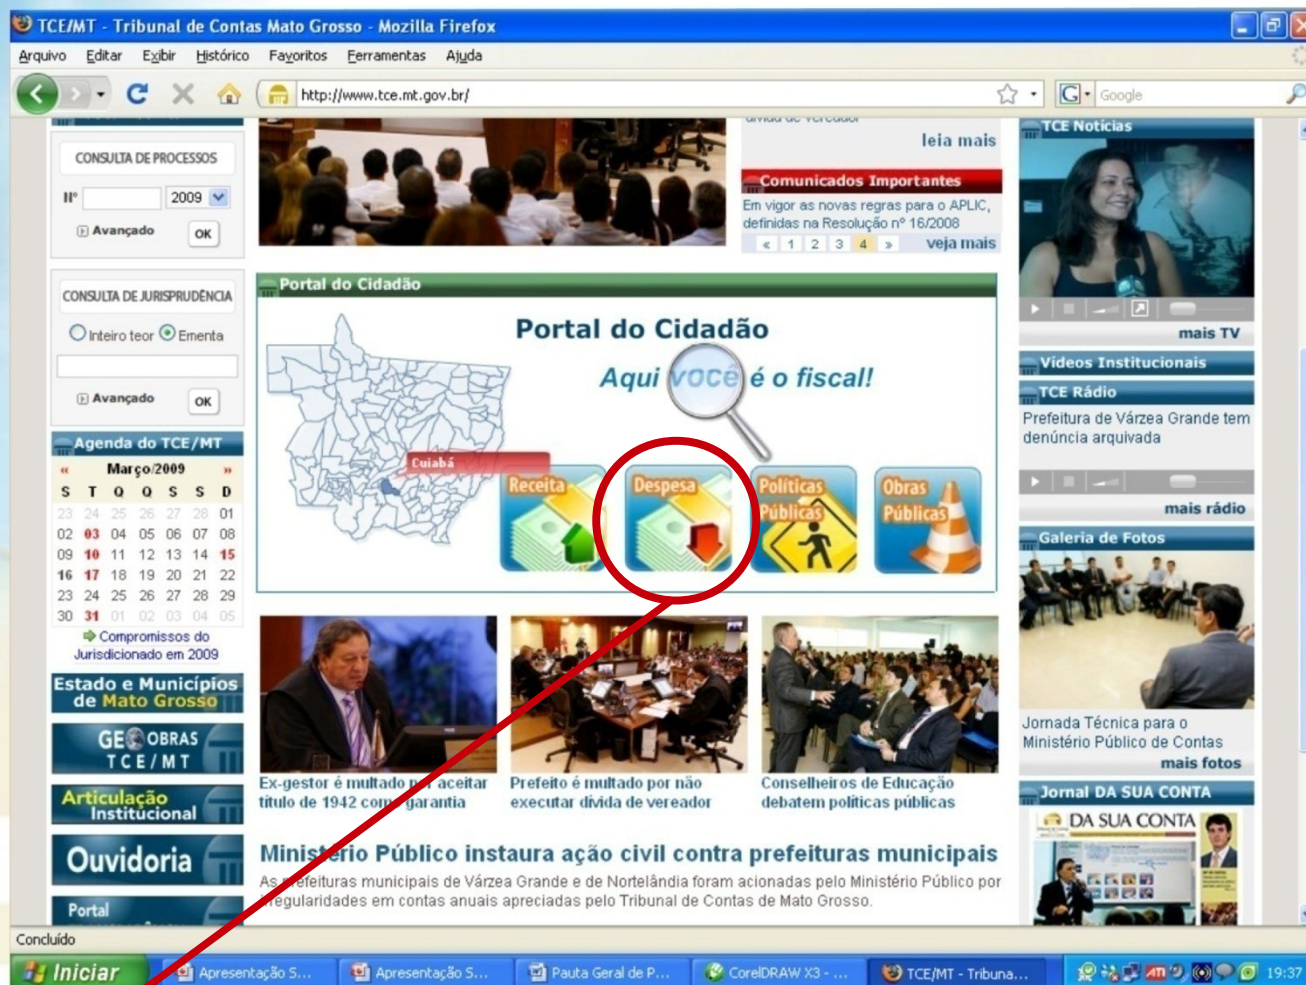 TCE/MT - Tribunal de Contas Mato Grosso - Mozilla Firefox
Arquivo Editar Exibir Histórico Favoritos Ferramentas Ajuda
http://www.tce.mt.gov.br/
Google
CONSULTA DE PROCESSOS
Nº 2009
Avançado OK
CONSULTA DE JURISPRUDÊNCIA
Inteiro teor Ementa
Avançado OK
Agenda do TCE/MT
« Março/2009 »
S T Q Q S S D
23 24 25 26 27 28 01
02 03 04 05 06 07 08
09 10 11 12 13 14 15
16 17 18 19 20 21 22
23 24 25 26 27 28 29
30 31 01 02 03 04 05
Compromissos do
Jurisdicionado em 2009
Estado e Municípios
de Mato Grosso
GEOOBRAS
TCE/MT
Articulação
Institucional
Ouvidoria
Portal
dívida de vereador
leia mais
Comunicados Importantes
Em vigor as novas regras para o APLIC,
definidas na Resolução nº 16/2008
« 1 2 3 4 » veja mais
Portal do Cidadão
Portal do Cidadão
Aqui você é o fiscal!
Cuiabá
Receita
Despesa
Políticas
Públicas
Obras
Públicas
Ex-gestor é multado por aceitar
título de 1942 como garantia
Prefeito é multado por não
executar dívida de vereador
Conselheiros de Educação
debatem políticas públicas
Ministério Público instaura ação civil contra prefeituras municipais
As prefeituras municipais de Várzea Grande e de Nortelândia foram acionadas pelo Ministério Público por
irregularidades em contas anuais apreciadas pelo Tribunal de Contas de Mato Grosso.
TCE Notícias
mais TV
Vídeos Institucionais
TCE Rádio
Prefeitura de Várzea Grande tem
denúncia arquivada
mais rádio
Galeria de Fotos
Jornada Técnica para o
Ministério Público de Contas
mais fotos
Jornal DA SUA CONTA
DA SUA CONTA
Concluído
Iniciar
Apresentação S...
Apresentação S...
Pauta Geral de P...
CorelDRAW X3 - ...
TCE/MT - Tribuna...
19:37